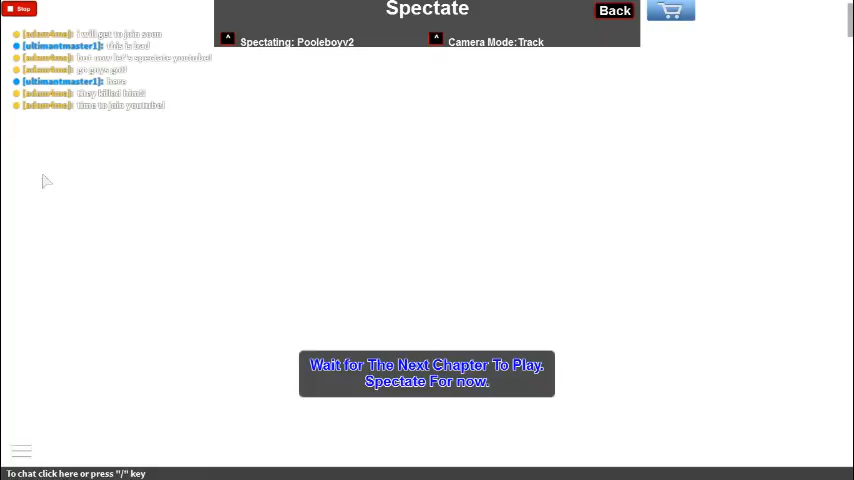 Stop
Spectate
Back
Spectating: Pooleboyv2
Camera Mode:Track
[adam4me]: i will get to join soon
[ultimantmaster1]: this is bad
[adam4me]: but now let's spectate youtube!
[adam4me]: go guys go!!
[ultimantmaster1]: here
[adam4me]: they killed him!!
[adam4me]: time to join youtube!
Wait for The Next Chapter To Play.
Spectate For now.
To chat click here or press "/" key